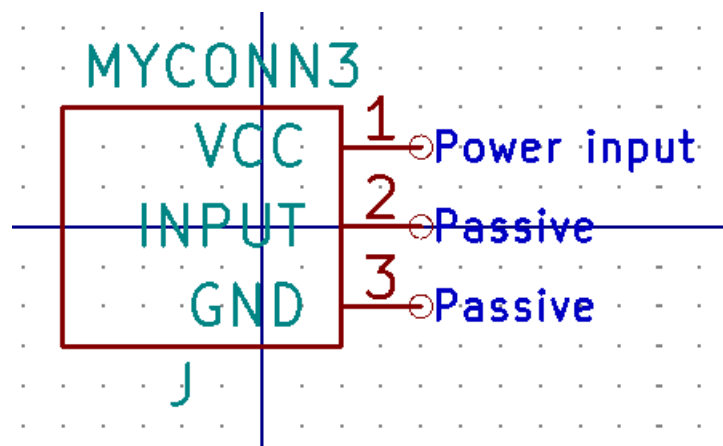 MYCONN3
VCC 1 Power input
INPUT 2 Passive
GND 3 Passive
J